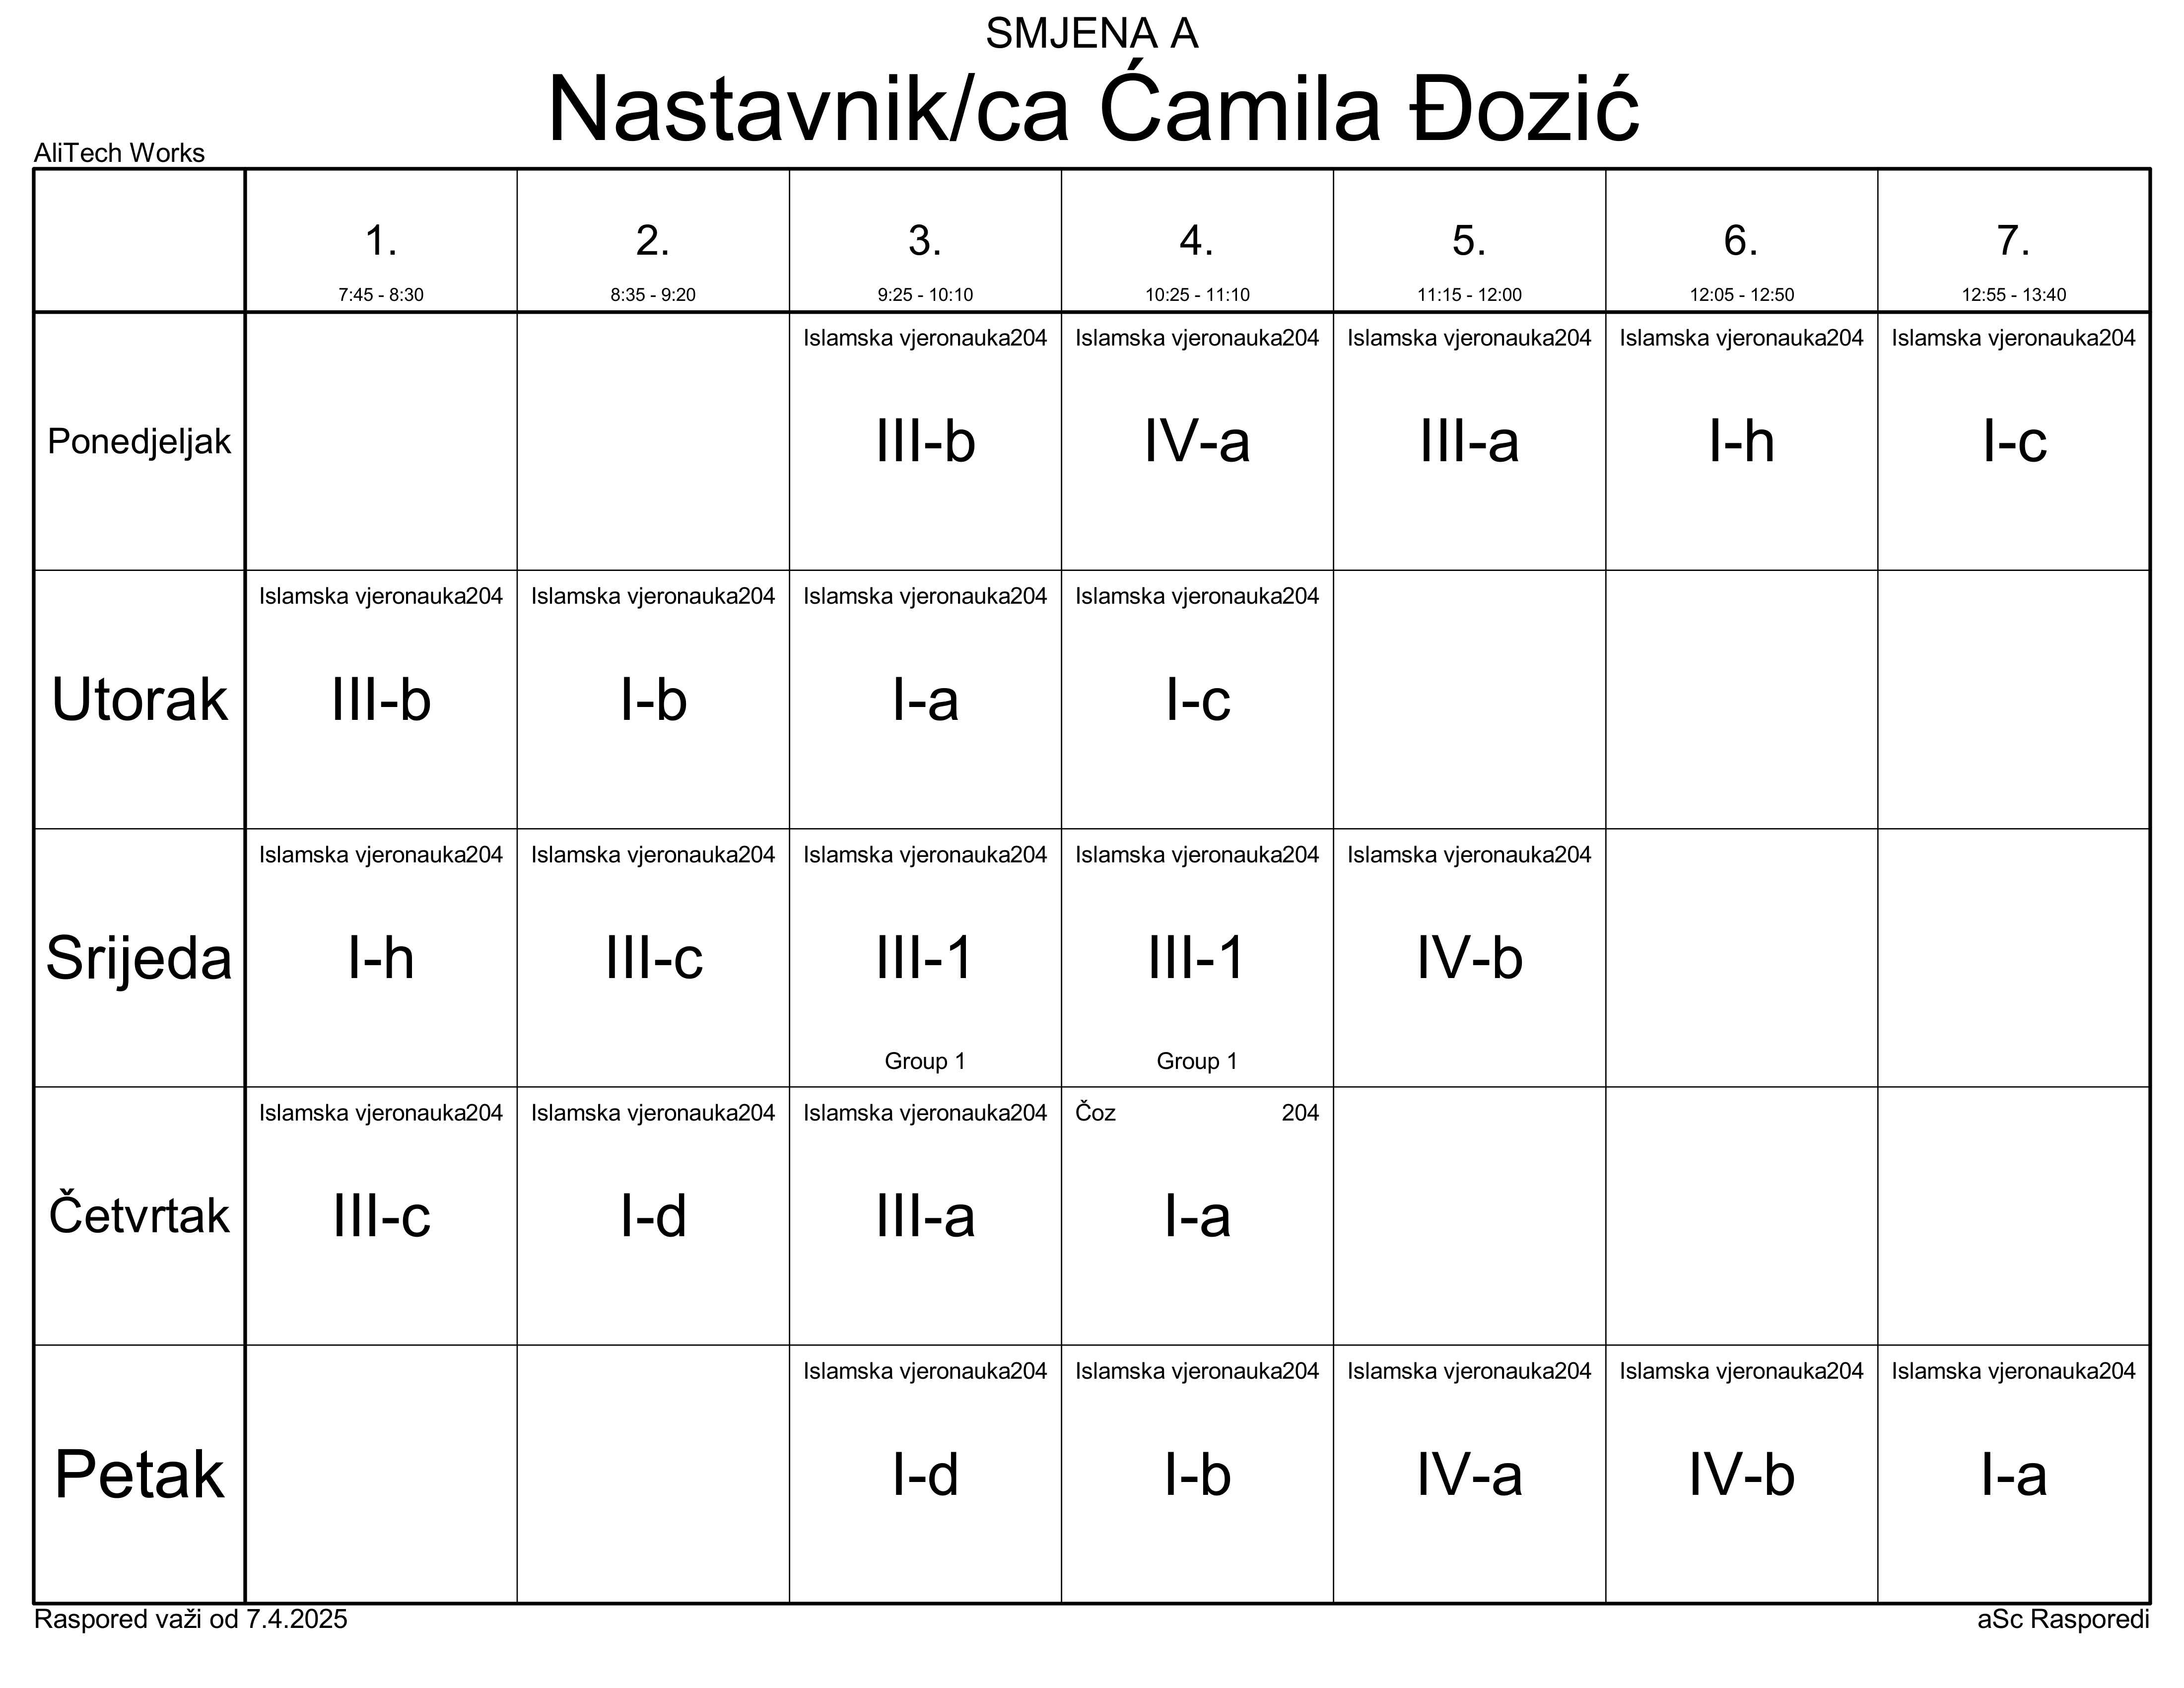 SMJENA A
Nastavnik/ca Ćamila Đozić
AliTech Works
1. 2. 3. 4. 5. 6. 7.
7:45 - 8:30 8:35 - 9:20 9:25 - 10:10 10:25 - 11:10 11:15 - 12:00 12:05 - 12:50 12:55 - 13:40
Islamska vjeronauka204 Islamska vjeronauka204 Islamska vjeronauka204 Islamska vjeronauka204 Islamska vjeronauka204
Ponedjeljak III-b IV-a III-a I-h I-c
Islamska vjeronauka204 Islamska vjeronauka204 Islamska vjeronauka204 Islamska vjeronauka204
Utorak III-b I-b I-a I-c
Islamska vjeronauka204 Islamska vjeronauka204 Islamska vjeronauka204 Islamska vjeronauka204 Islamska vjeronauka204
Srijeda I-h III-c III-1 III-1 IV-b
Group 1 Group 1
Islamska vjeronauka204 Islamska vjeronauka204 Islamska vjeronauka204 Čoz 204
Četvrtak III-c I-d III-a I-a
Islamska vjeronauka204 Islamska vjeronauka204 Islamska vjeronauka204 Islamska vjeronauka204 Islamska vjeronauka204
Petak I-d I-b IV-a IV-b I-a
Raspored važi od 7.4.2025 aSc Rasporedi